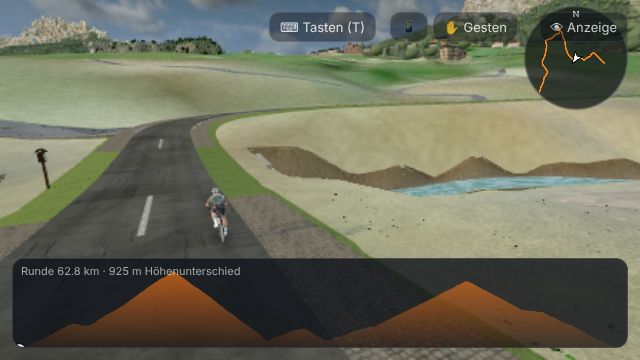 Tasten (T)
Gesten
Anzeige
N
Runde 62.8 km · 925 m Höhenunterschied